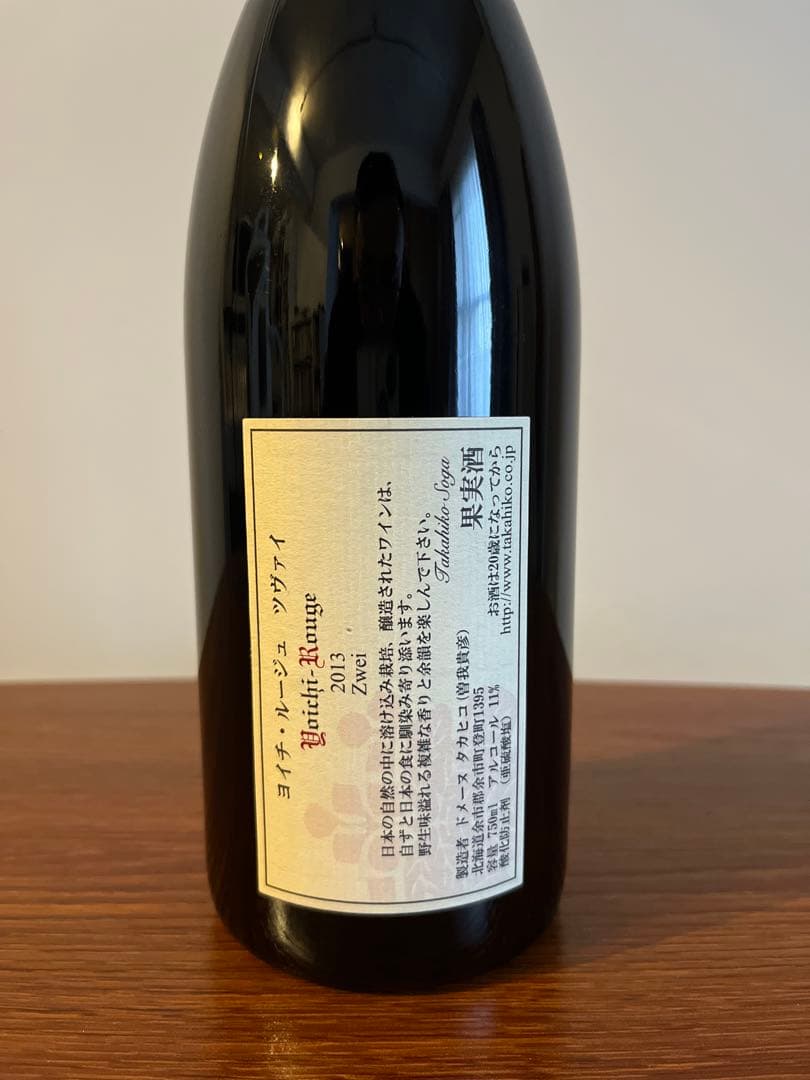 ヨイチ・ルージュ　ツヴァイ
Yoichi-Rouge
2013
Zwei
日本の自然の中に溶け込み栽培、醸造されたワインは、
自ずと日本の食に馴染み寄り添います。
野生味溢れる複雑な香りと余韻を楽しんで下さい。
Takahiko Soga
果実酒
製造者 ドメーヌ タカヒコ(曽我貴彦)
北海道余市郡余市町登町1395
容量 750ml　アルコール 11%
酸化防止剤（亜硫酸塩）
お酒は20歳になってから
http://www.takahiko.co.jp